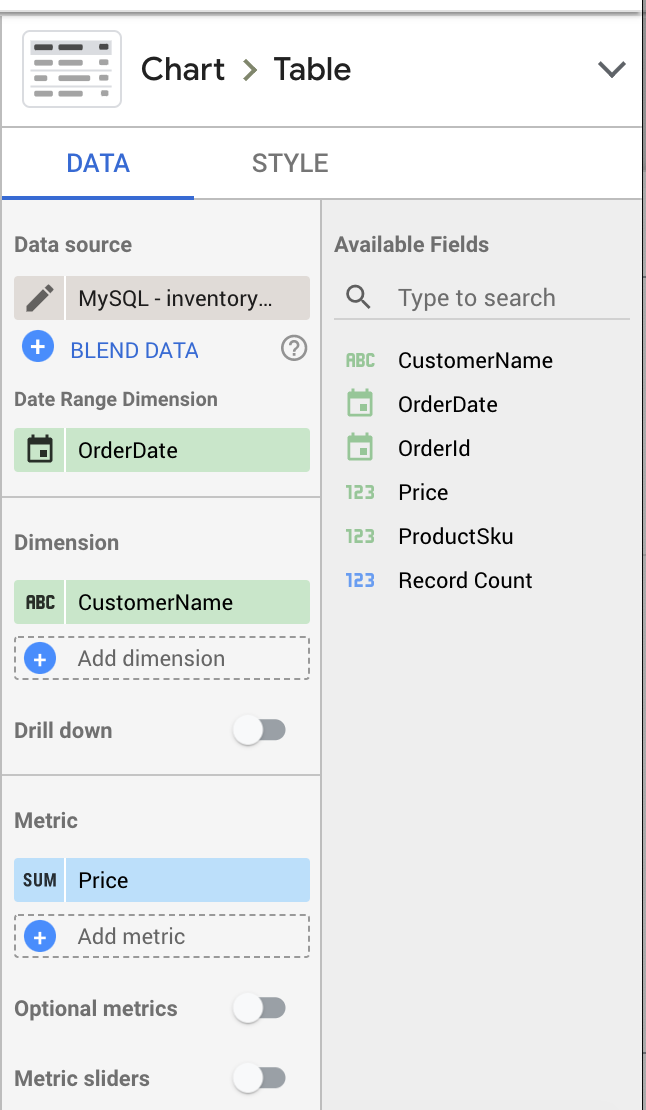 Chart > Table
DATA STYLE
Data source
MySQL - inventory...
BLEND DATA
Date Range Dimension
OrderDate
Dimension
ABC CustomerName
Add dimension
Drill down
Metric
SUM Price
Add metric
Optional metrics
Metric sliders
Available Fields
Type to search
ABC CustomerName
OrderDate
OrderId
123 Price
123 ProductSku
123 Record Count